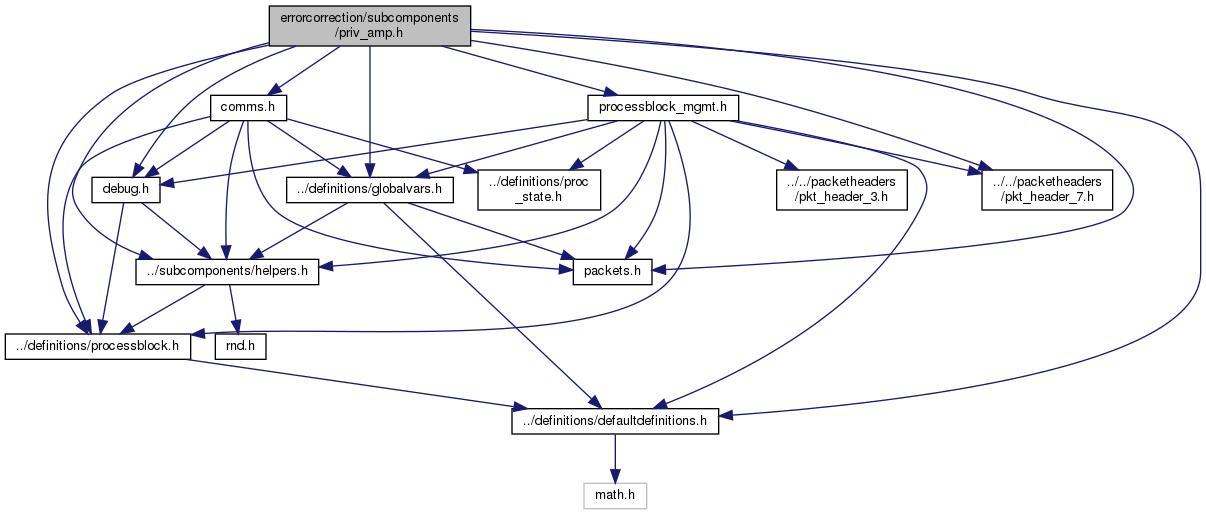 errorcorrection/subcomponents
/priv_amp.h
comms.h
processblock_mgmt.h
debug.h
../definitions/globalvars.h
../definitions/proc
_state.h
../../packetheaders
/pkt_header_3.h
../../packetheaders
/pkt_header_7.h
../subcomponents/helpers.h
packets.h
../definitions/processblock.h
rnd.h
../definitions/defaultdefinitions.h
math.h